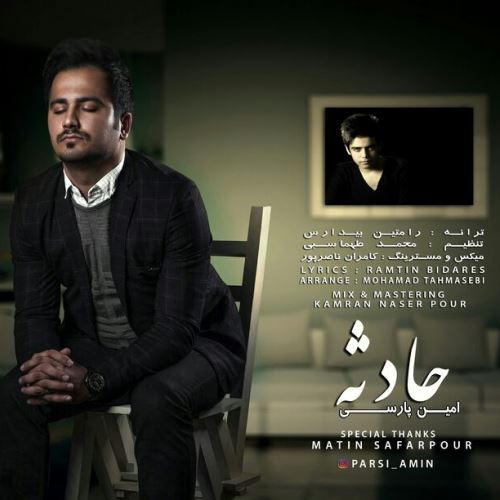 ترانه : رامتین بیدارس
تنظیم : محمد طهماسبی
میکس و مسترینگ : کامران ناصرپور
LYRICS : RAMTIN BIDARES
ARRANGE : MOHAMAD TAHMASEBI
MIX & MASTERING
KAMRAN NASER POUR
حادثه
امین پارسی
SPECIAL THANKS
MATIN SAFARPOUR
PARSI_AMIN